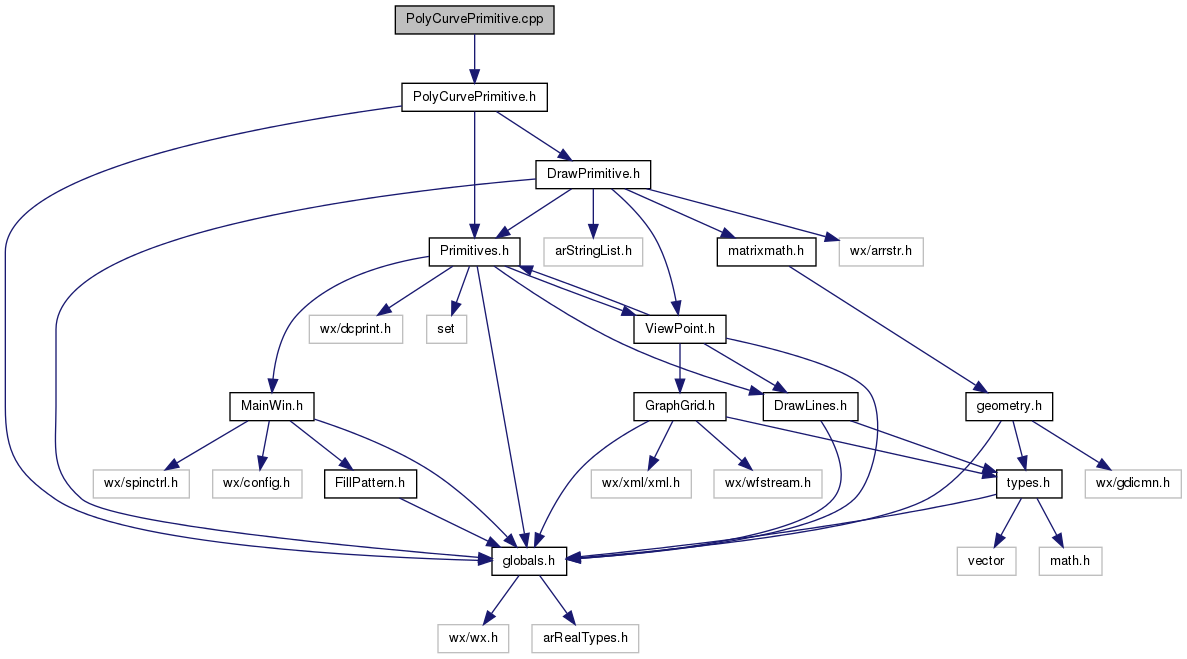 PolyCurvePrimitive.cpp
PolyCurvePrimitive.h
DrawPrimitive.h
Primitives.h
arStringList.h
matrixmath.h
wx/arrstr.h
wx/dcprint.h
set
ViewPoint.h
MainWin.h
GraphGrid.h
DrawLines.h
geometry.h
wx/spinctrl.h
wx/config.h
FillPattern.h
wx/xml/xml.h
wx/wfstream.h
types.h
wx/gdicmn.h
globals.h
vector
math.h
wx/wx.h
arRealTypes.h